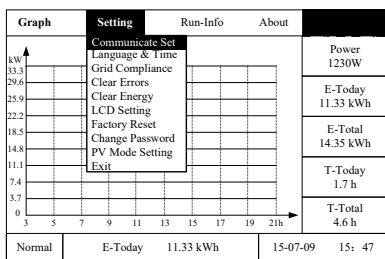 Graph Setting Run-Info About
Communicate Set
Language & Time
Grid Compliance
Clear Errors
Clear Energy
LCD Setting
Factory Reset
Change Password
PV Mode Setting
Exit
kW
33.3
29.6
25.9
22.2
18.5
14.8
11.1
7.4
3.7
0
3 5 7 9 11 13 15 17 19 21h
Power
1230W
E-Today
11.33 kWh
E-Total
14.35 kWh
T-Today
1.7 h
T-Total
4.6 h
Normal E-Today 11.33 kWh 15-07-09 15: 47